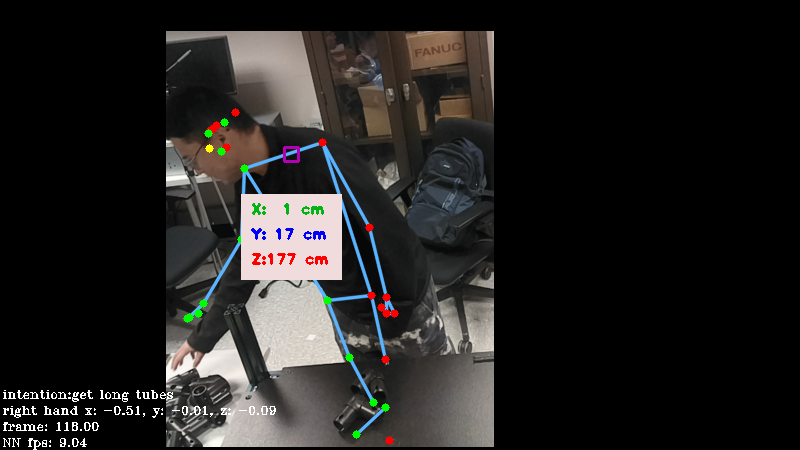 FANUC
X: 1 cm
Y: 17 cm
Z:177 cm
intention:get long tubes
right hand x: -0.51, y: -0.01, z: -0.09
frame: 118.00
NN fps: 9.04